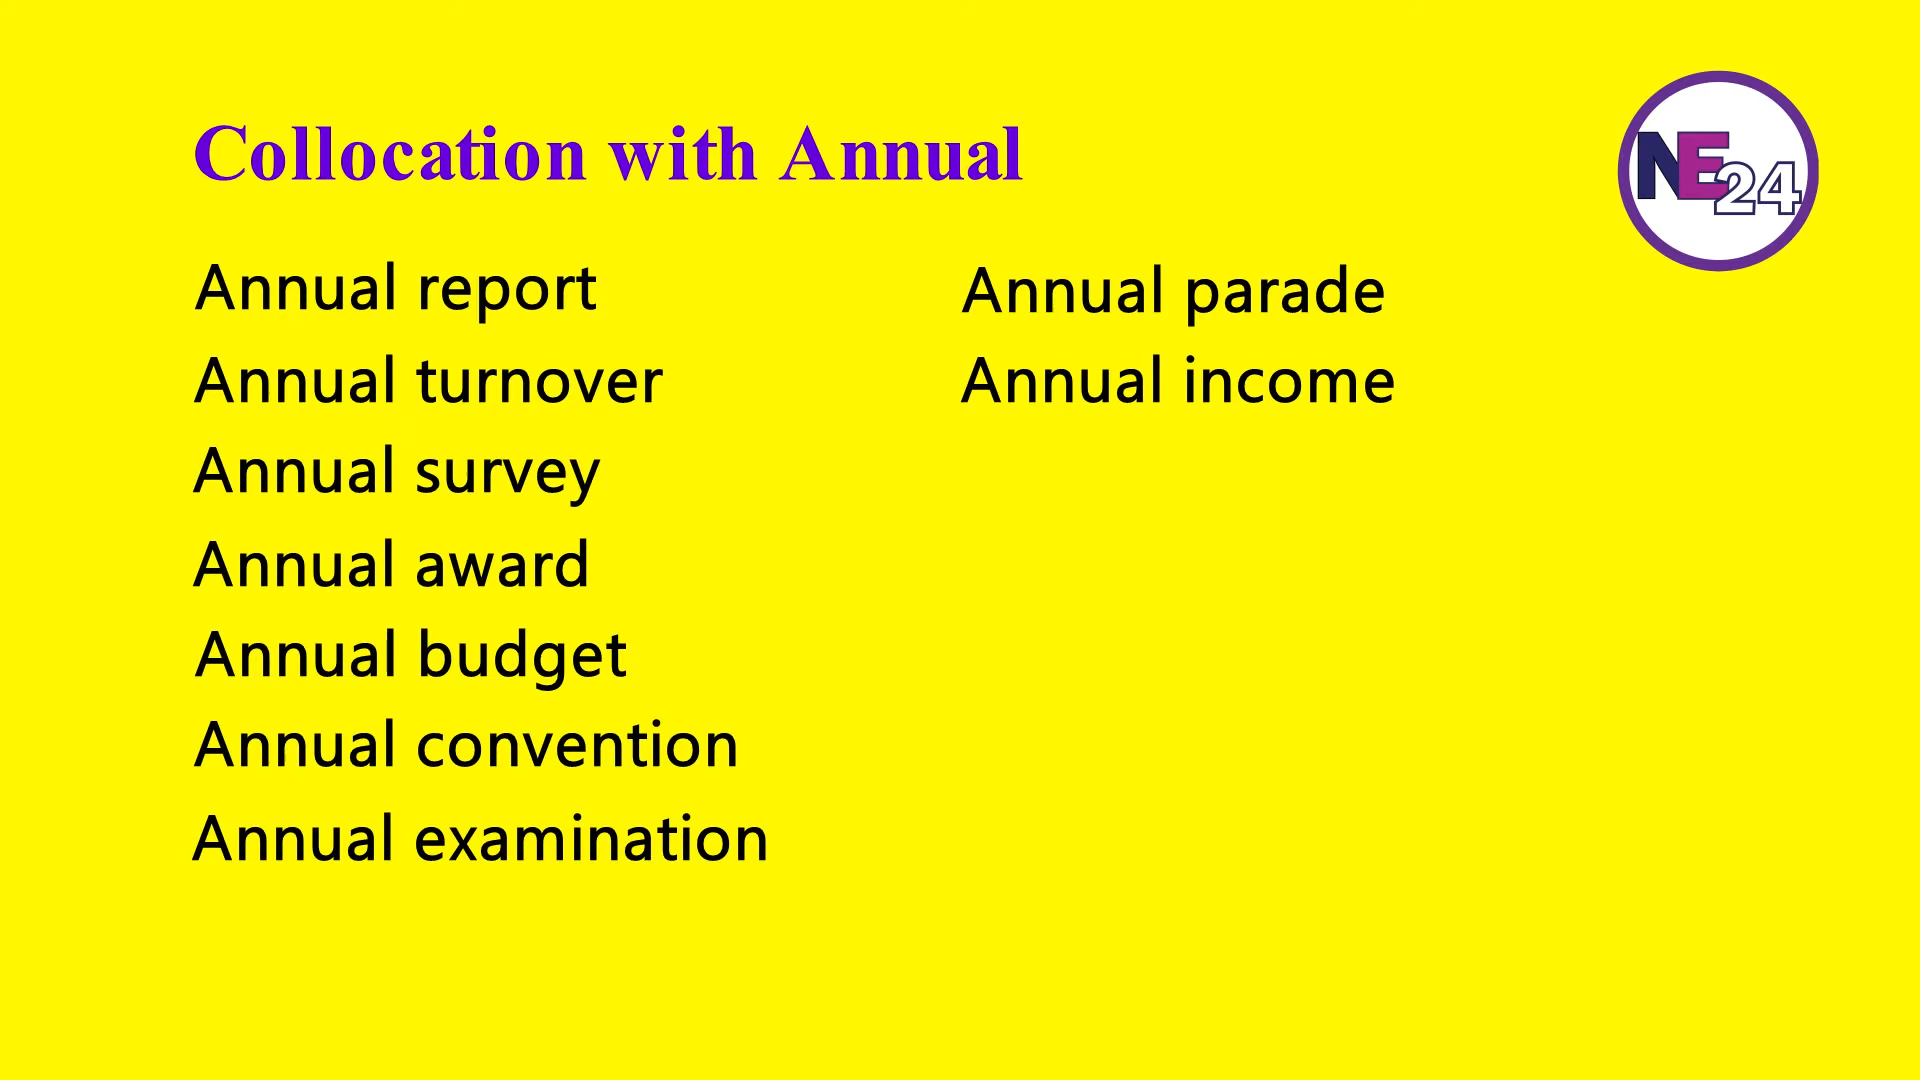 Collocation with Annual
NE24
Annual report
Annual turnover
Annual survey
Annual award
Annual budget
Annual convention
Annual examination
Annual parade
Annual income